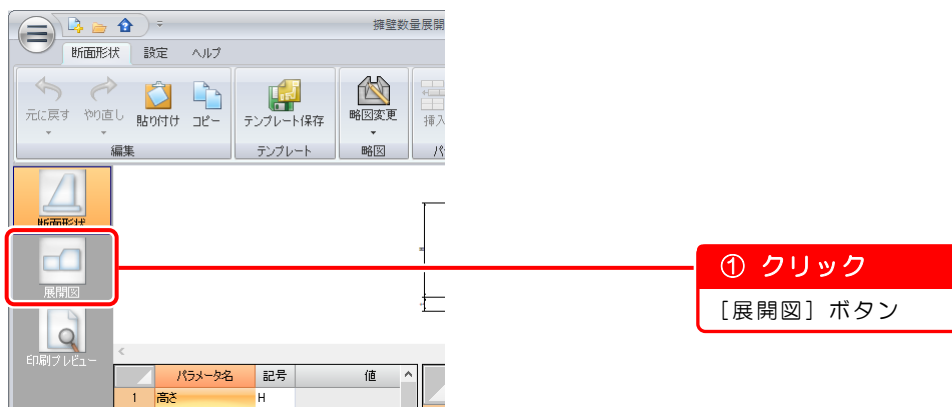 擁壁数量展開
断面形状 設定 ヘルプ
元に戻す やり直し 貼り付け コピー テンプレート保存 略図変更 挿入
編集 テンプレート 略図 パ
断面形状
展開図
① クリック
[展開図] ボタン
印刷プレビュー
パラメータ名 記号 値
1 高さ H